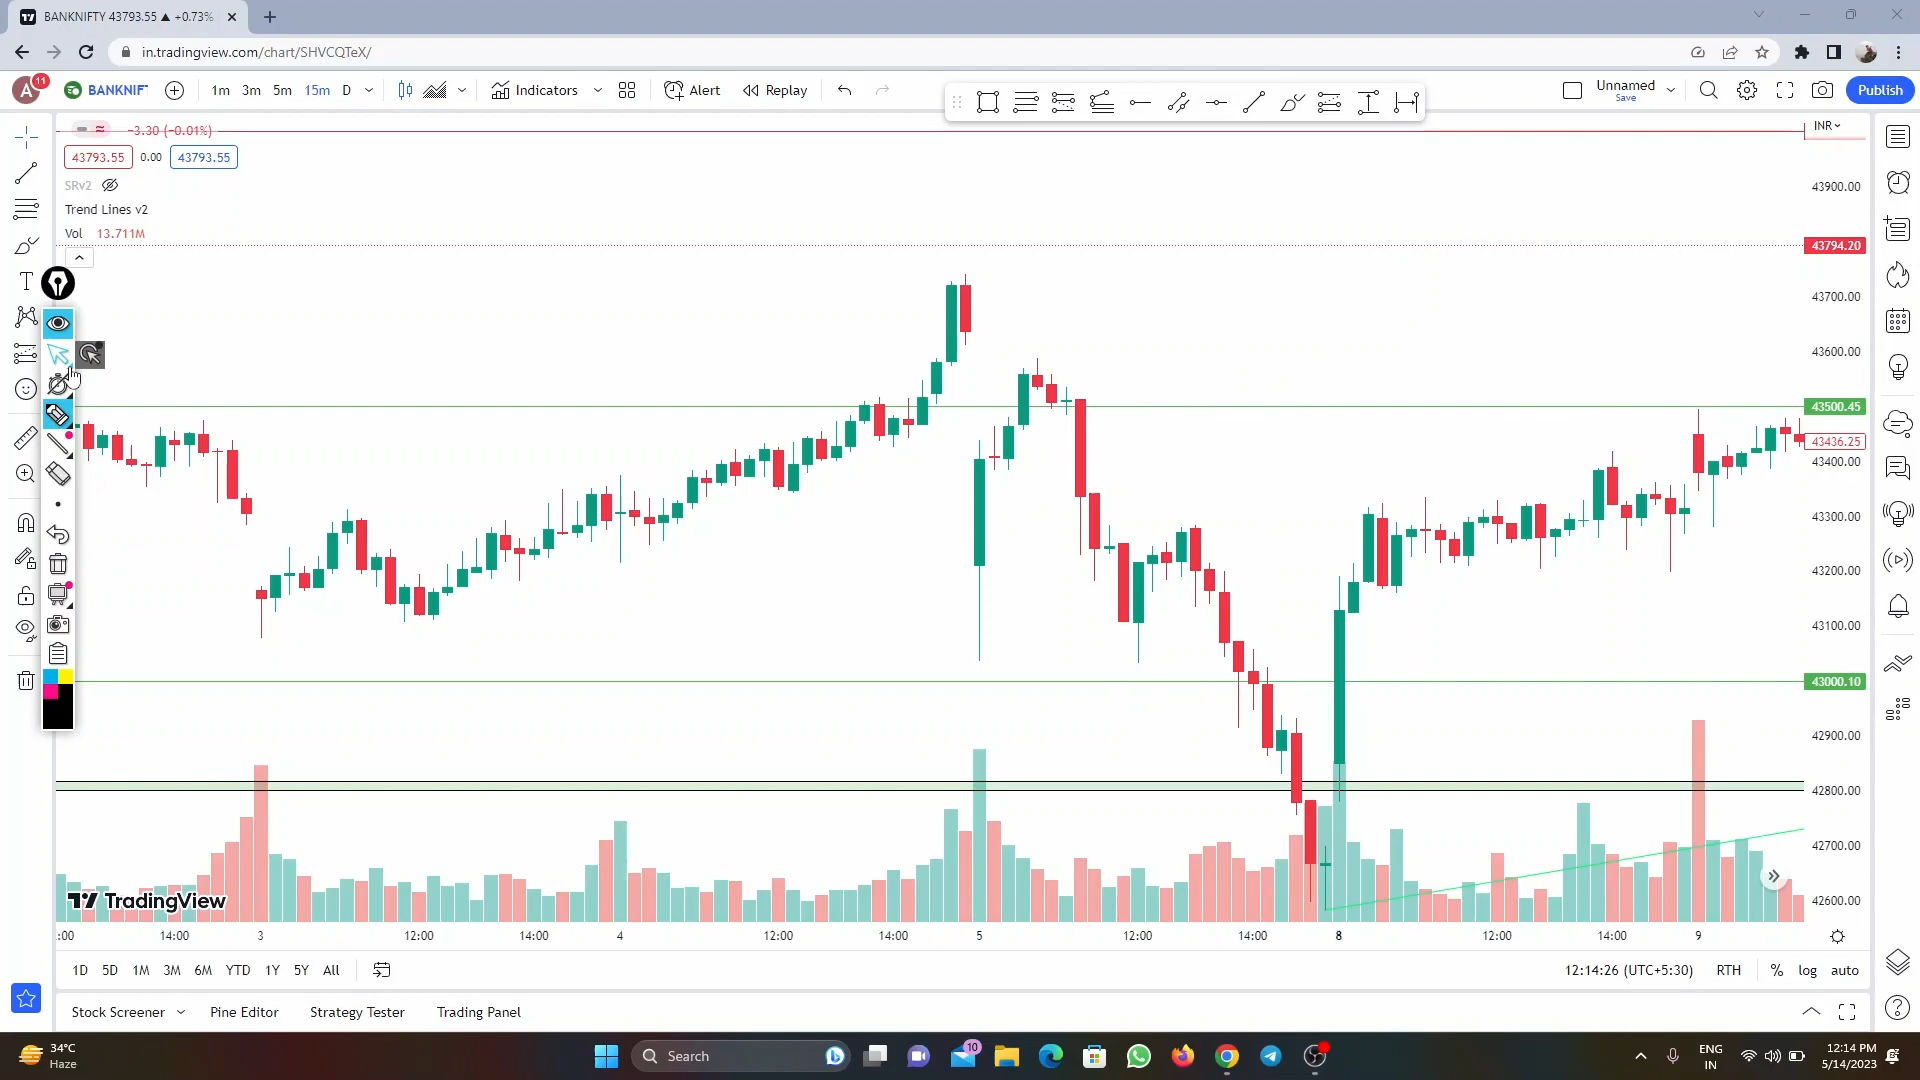 BANKNIFTY 43793.55 ▲ +0.73%
in.tradingview.com/chart/SHVCQTeX/
A 11 BANKNIF 1m 3m 5m 15m D Indicators Alert Replay Unnamed Save Publish
−3.30 (−0.01%) INR
43793.55 0.00 43793.55
SRv2
Trend Lines v2
Vol 13.711M
T
43900.00
43794.20
43700.00
43600.00
43500.45
43436.25
43400.00
43300.00
43200.00
43100.00
43000.10
42900.00
42800.00
42700.00
42600.00
TradingView
:00 14:00 3 12:00 14:00 4 12:00 14:00 5 12:00 14:00 8 12:00 14:00 9
1D 5D 1M 3M 6M YTD 1Y 5Y All 12:14:26 (UTC+5:30) RTH % log auto
Stock Screener Pine Editor Strategy Tester Trading Panel
34°C
Haze
Search
10
ENG
IN
12:14 PM
5/14/2023